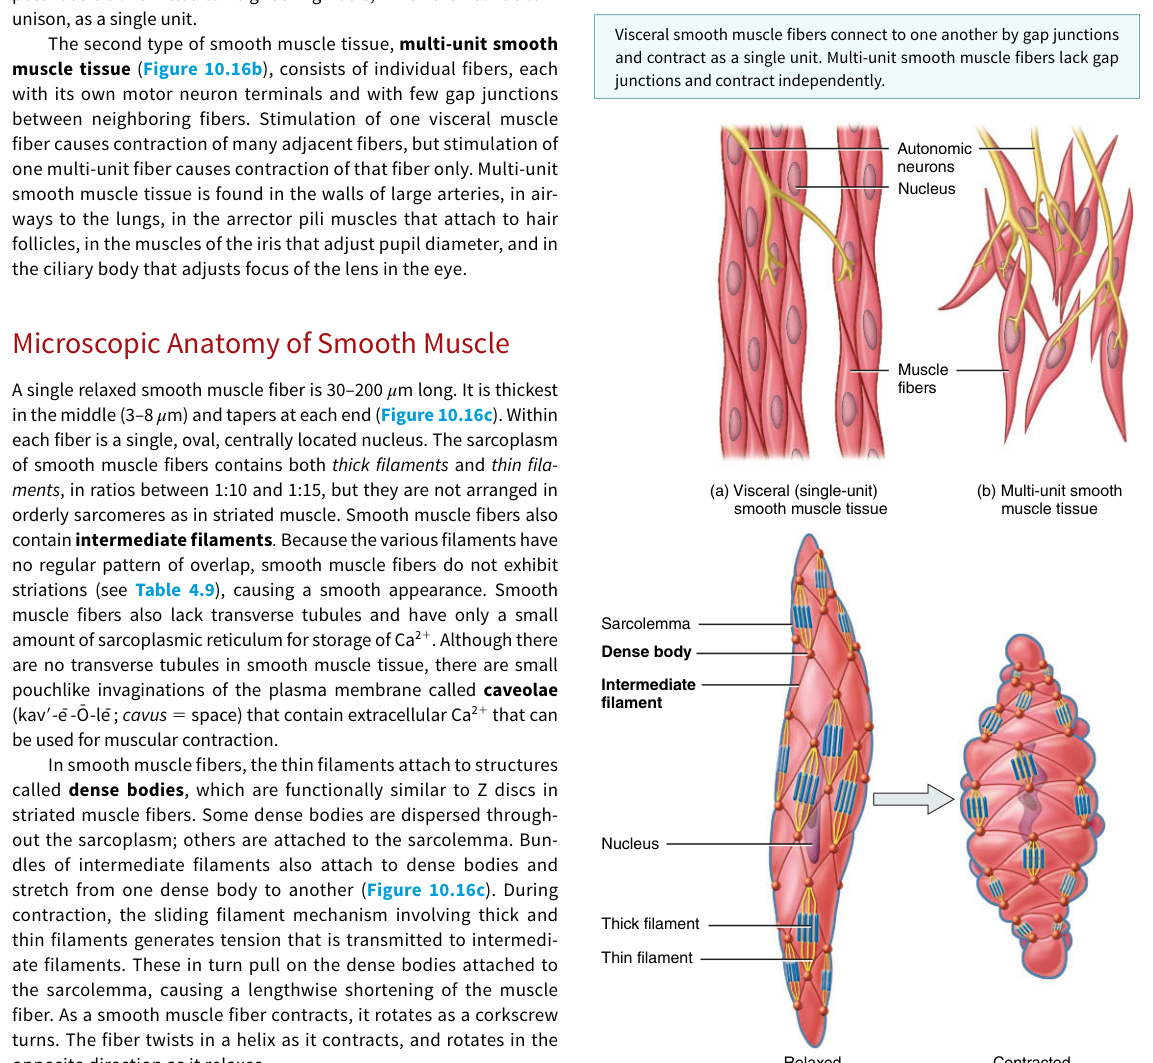 unison, as a single unit.
The second type of smooth muscle tissue, multi-unit smooth
muscle tissue (Figure 10.16b), consists of individual fibers, each
with its own motor neuron terminals and with few gap junctions
between neighboring fibers. Stimulation of one visceral muscle
fiber causes contraction of many adjacent fibers, but stimulation of
one multi-unit fiber causes contraction of that fiber only. Multi-unit
smooth muscle tissue is found in the walls of large arteries, in air-
ways to the lungs, in the arrector pili muscles that attach to hair
follicles, in the muscles of the iris that adjust pupil diameter, and in
the ciliary body that adjusts focus of the lens in the eye.
Microscopic Anatomy of Smooth Muscle
A single relaxed smooth muscle fiber is 30–200 μm long. It is thickest
in the middle (3–8 μm) and tapers at each end (Figure 10.16c). Within
each fiber is a single, oval, centrally located nucleus. The sarcoplasm
of smooth muscle fibers contains both thick filaments and thin fila-
ments, in ratios between 1:10 and 1:15, but they are not arranged in
orderly sarcomeres as in striated muscle. Smooth muscle fibers also
contain intermediate filaments. Because the various filaments have
no regular pattern of overlap, smooth muscle fibers do not exhibit
striations (see Table 4.9), causing a smooth appearance. Smooth
muscle fibers also lack transverse tubules and have only a small
amount of sarcoplasmic reticulum for storage of Ca²⁺. Although there
are no transverse tubules in smooth muscle tissue, there are small
pouchlike invaginations of the plasma membrane called caveolae
(kav′-ē-Ō-lē; cavus = space) that contain extracellular Ca²⁺ that can
be used for muscular contraction.
In smooth muscle fibers, the thin filaments attach to structures
called dense bodies, which are functionally similar to Z discs in
striated muscle fibers. Some dense bodies are dispersed through-
out the sarcoplasm; others are attached to the sarcolemma. Bun-
dles of intermediate filaments also attach to dense bodies and
stretch from one dense body to another (Figure 10.16c). During
contraction, the sliding filament mechanism involving thick and
thin filaments generates tension that is transmitted to intermedi-
ate filaments. These in turn pull on the dense bodies attached to
the sarcolemma, causing a lengthwise shortening of the muscle
fiber. As a smooth muscle fiber contracts, it rotates as a corkscrew
turns. The fiber twists in a helix as it contracts, and rotates in the
opposite direction as it relaxes.
Visceral smooth muscle fibers connect to one another by gap junctions
and contract as a single unit. Multi-unit smooth muscle fibers lack gap
junctions and contract independently.
Autonomic
neurons
Nucleus
Muscle
fibers
(a) Visceral (single-unit)
smooth muscle tissue
(b) Multi-unit smooth
muscle tissue
Sarcolemma
Dense body
Intermediate
filament
Nucleus
Thick filament
Thin filament
Relaxed
Contracted